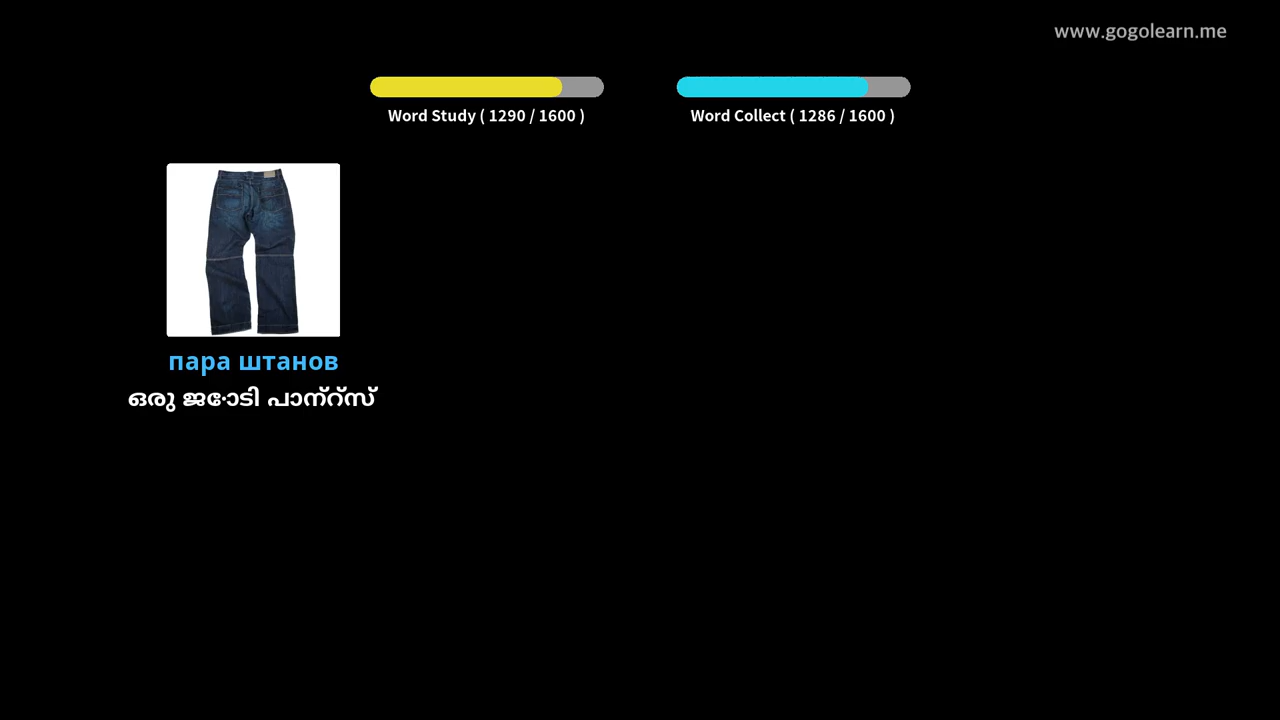 www.gogolearn.me
Word Study ( 1290 / 1600 )
Word Collect ( 1286 / 1600 )
пара штанов
ഒരു ജോടി പാന്റ്സ്